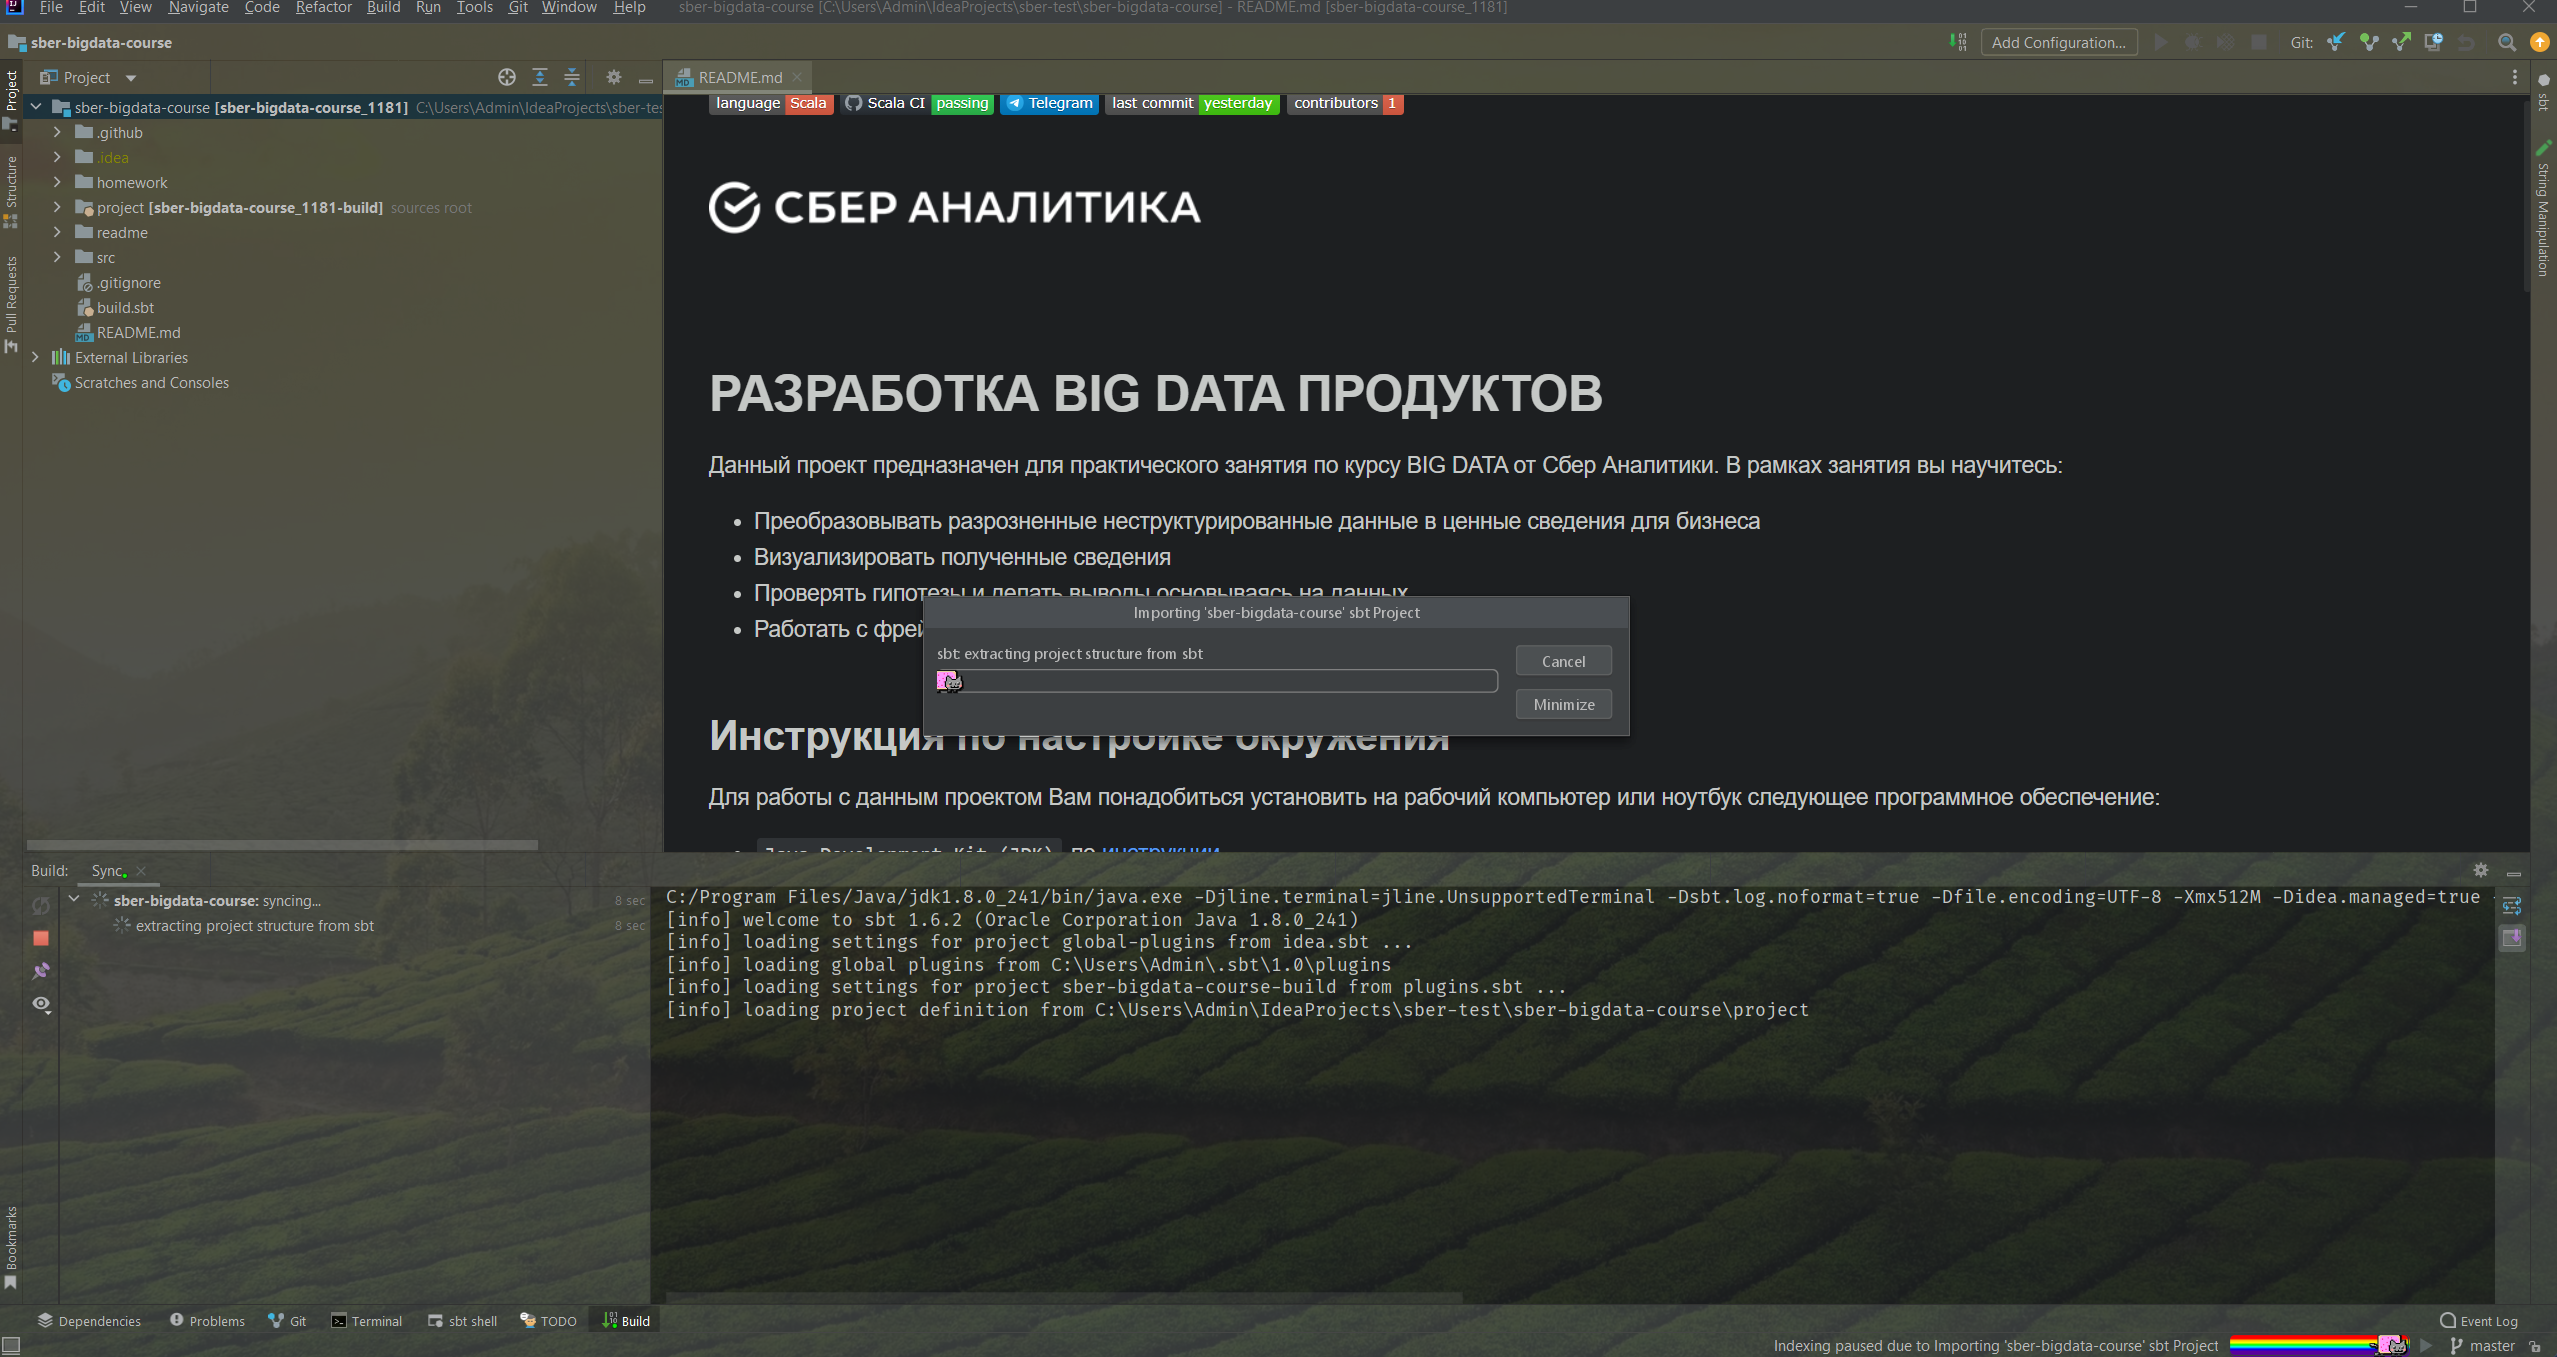 File Edit View Navigate Code Refactor Build Run Tools Git Window Help sber-bigdata-course [C:\Users\Admin\IdeaProjects\sber-test\sber-bigdata-course] - README.md [sber-bigdata-course_1181]
sber-bigdata-course
Add Configuration...
Git:
Project
README.md
sber-bigdata-course [sber-bigdata-course_1181] C:\Users\Admin\IdeaProjects\sber-tes
.github
.idea
homework
project [sber-bigdata-course_1181-build] sources root
readme
src
.gitignore
build.sbt
README.md
External Libraries
Scratches and Consoles
Project
Structure
Pull Requests
Bookmarks
sbt
String Manipulation
language Scala
Scala CI passing
Telegram
last commit yesterday
contributors 1
СБЕР АНАЛИТИКА
РАЗРАБОТКА BIG DATA ПРОДУКТОВ
Данный проект предназначен для практического занятия по курсу BIG DATA от Сбер Аналитики. В рамках занятия вы научитесь:
• Преобразовывать разрозненные неструктурированные данные в ценные сведения для бизнеса
• Визуализировать полученные сведения
• Проверять гипотезы и делать выводы основываясь на данных
• Работать с фрей
Importing 'sber-bigdata-course' sbt Project
sbt: extracting project structure from sbt
Cancel
Minimize
Инструкция по настройке окружения
Для работы с данным проектом Вам понадобиться установить на рабочий компьютер или ноутбук следующее программное обеспечение:
• Java Development Kit (JDK) по инструкции
Build: Sync
sber-bigdata-course: syncing... 8 sec
extracting project structure from sbt 8 sec
C:/Program Files/Java/jdk1.8.0_241/bin/java.exe -Djline.terminal=jline.UnsupportedTerminal -Dsbt.log.noformat=true -Dfile.encoding=UTF-8 -Xmx512M -Didea.managed=true
[info] welcome to sbt 1.6.2 (Oracle Corporation Java 1.8.0_241)
[info] loading settings for project global-plugins from idea.sbt ...
[info] loading global plugins from C:\Users\Admin\.sbt\1.0\plugins
[info] loading settings for project sber-bigdata-course-build from plugins.sbt ...
[info] loading project definition from C:\Users\Admin\IdeaProjects\sber-test\sber-bigdata-course\project
Dependencies Problems Git Terminal sbt shell TODO Build
Event Log
Indexing paused due to Importing 'sber-bigdata-course' sbt Project
master